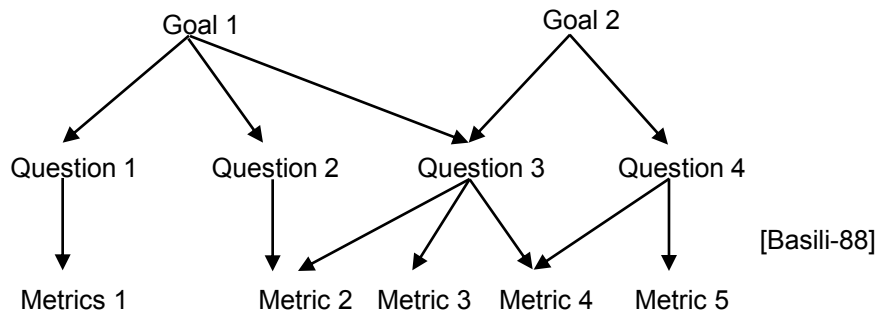 Goal 1 Goal 2
Question 1 Question 2 Question 3 Question 4
[Basili-88]
Metrics 1 Metric 2 Metric 3 Metric 4 Metric 5